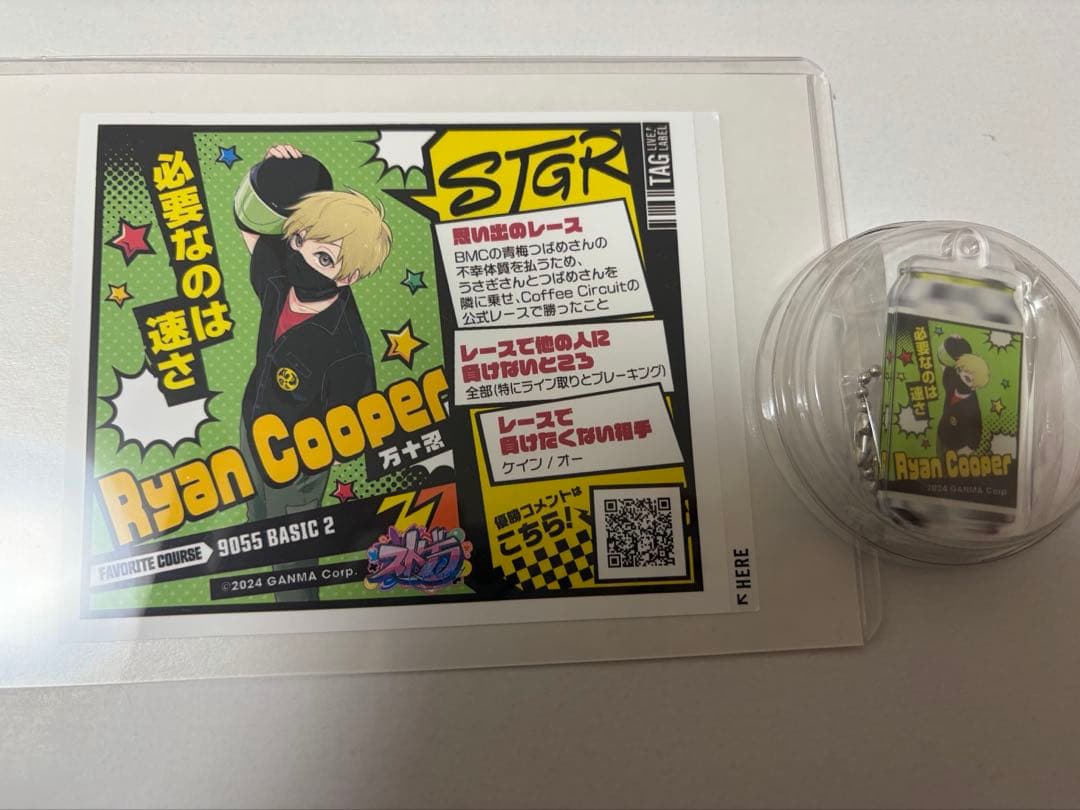 必要なのは
速さ
STGR
TAG
LIVE!
LABEL
思い出のレース
BMCの青梅つばめさんの
不幸体質を払うため、
うさぎさんとつばめさんを
隣に乗せ、Coffee Circuitの
公式レースで勝ったこと
レースで他の人に
負けないところ
全部(特にライン取りとブレーキング)
レースで
負けたくない相手
ケイン/オー
Ryan Cooper
万十忍
FAVORITE COURSE
9055 BASIC 2
©2024 GANMA Corp.
ストグラ
優勝コメントは
こちら!
HERE
必要なのは
速さ
Ryan Cooper
©2024 GANMA Corp.